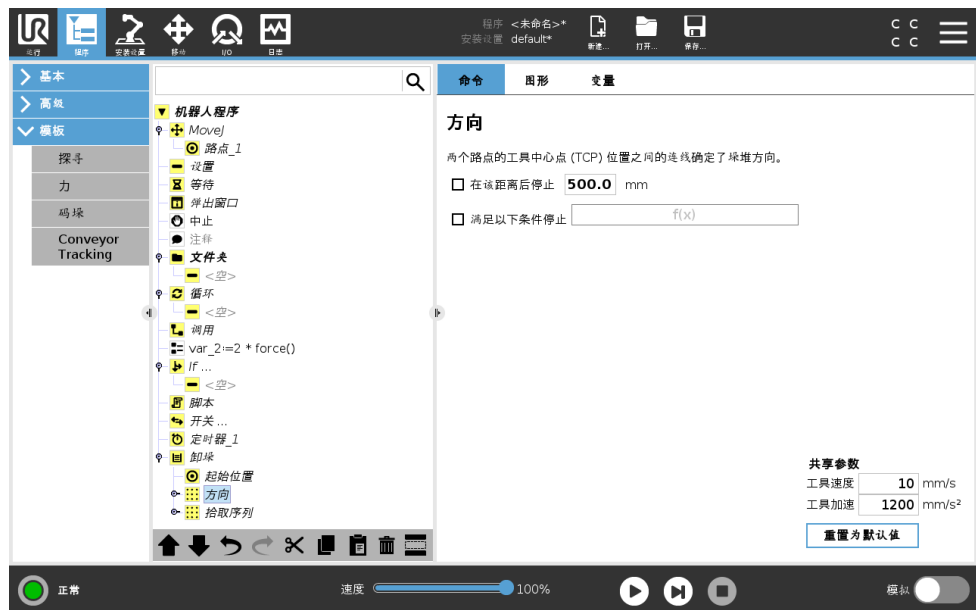 UR
运行
程序
安装设置
移动
I/O
日志
程序 <未命名>*
安装设置 default*
新建...
打开...
保存...
C C
C C
基本
高级
模板
探寻
力
码垛
Conveyor
Tracking
机器人程序
MoveJ
路点_1
设置
等待
弹出窗口
中止
注释
文件夹
<空>
循环
<空>
调用
var_2:=2 * force()
If ...
<空>
脚本
开关 ...
定时器_1
卸垛
起始位置
方向
拾取序列
命令 图形 变量
方向
两个路点的工具中心点 (TCP) 位置之间的连线确定了垛堆方向。
在该距离后停止 500.0 mm
满足以下条件停止 f(x)
共享参数
工具速度 10 mm/s
工具加速 1200 mm/s²
重置为默认值
正常
速度 100%
模拟